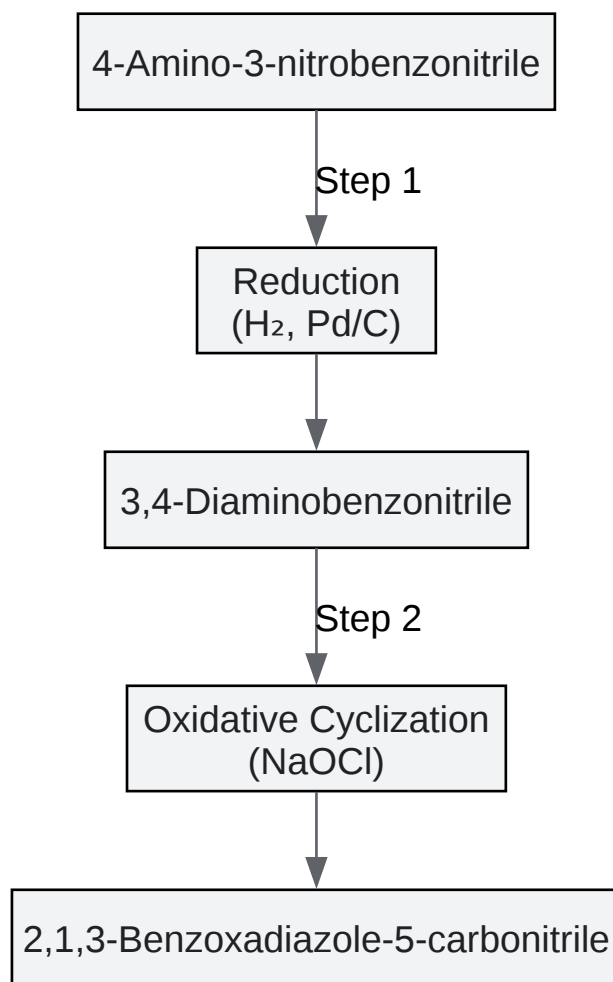 4-Amino-3-nitrobenzonitrile
Step 1
Reduction
(H₂, Pd/C)
3,4-Diaminobenzonitrile
Step 2
Oxidative Cyclization
(NaOCl)
2,1,3-Benzoxadiazole-5-carbonitrile